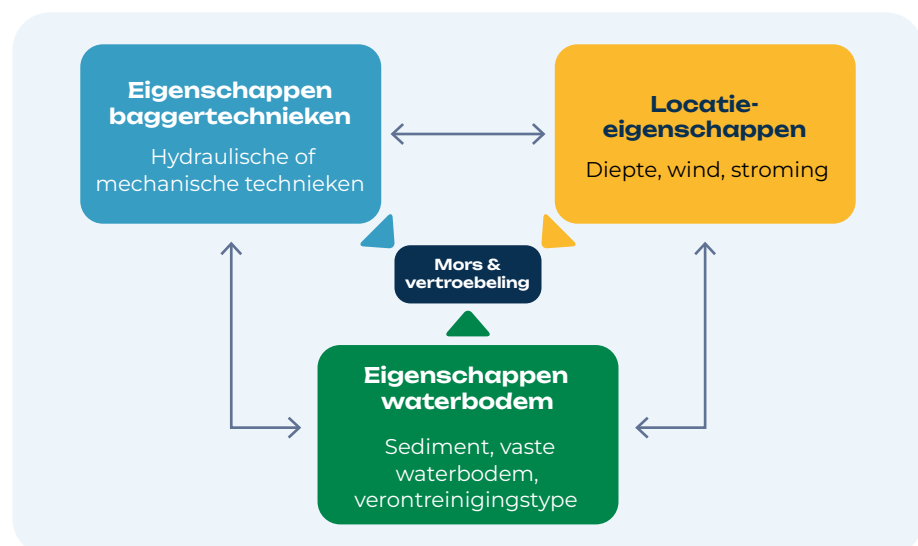 Eigenschappen
baggertechnieken
Hydraulische of
mechanische technieken
Locatie-
eigenschappen
Diepte, wind, stroming
Mors &
vertroebeling
Eigenschappen
waterbodem
Sediment, vaste
waterbodem,
verontreinigingstype